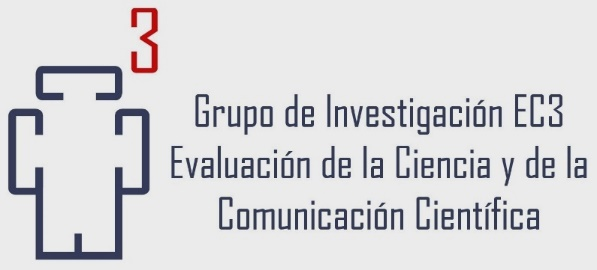 3
Grupo de Investigación EC3
Evaluación de la Ciencia y de la
Comunicación Científica